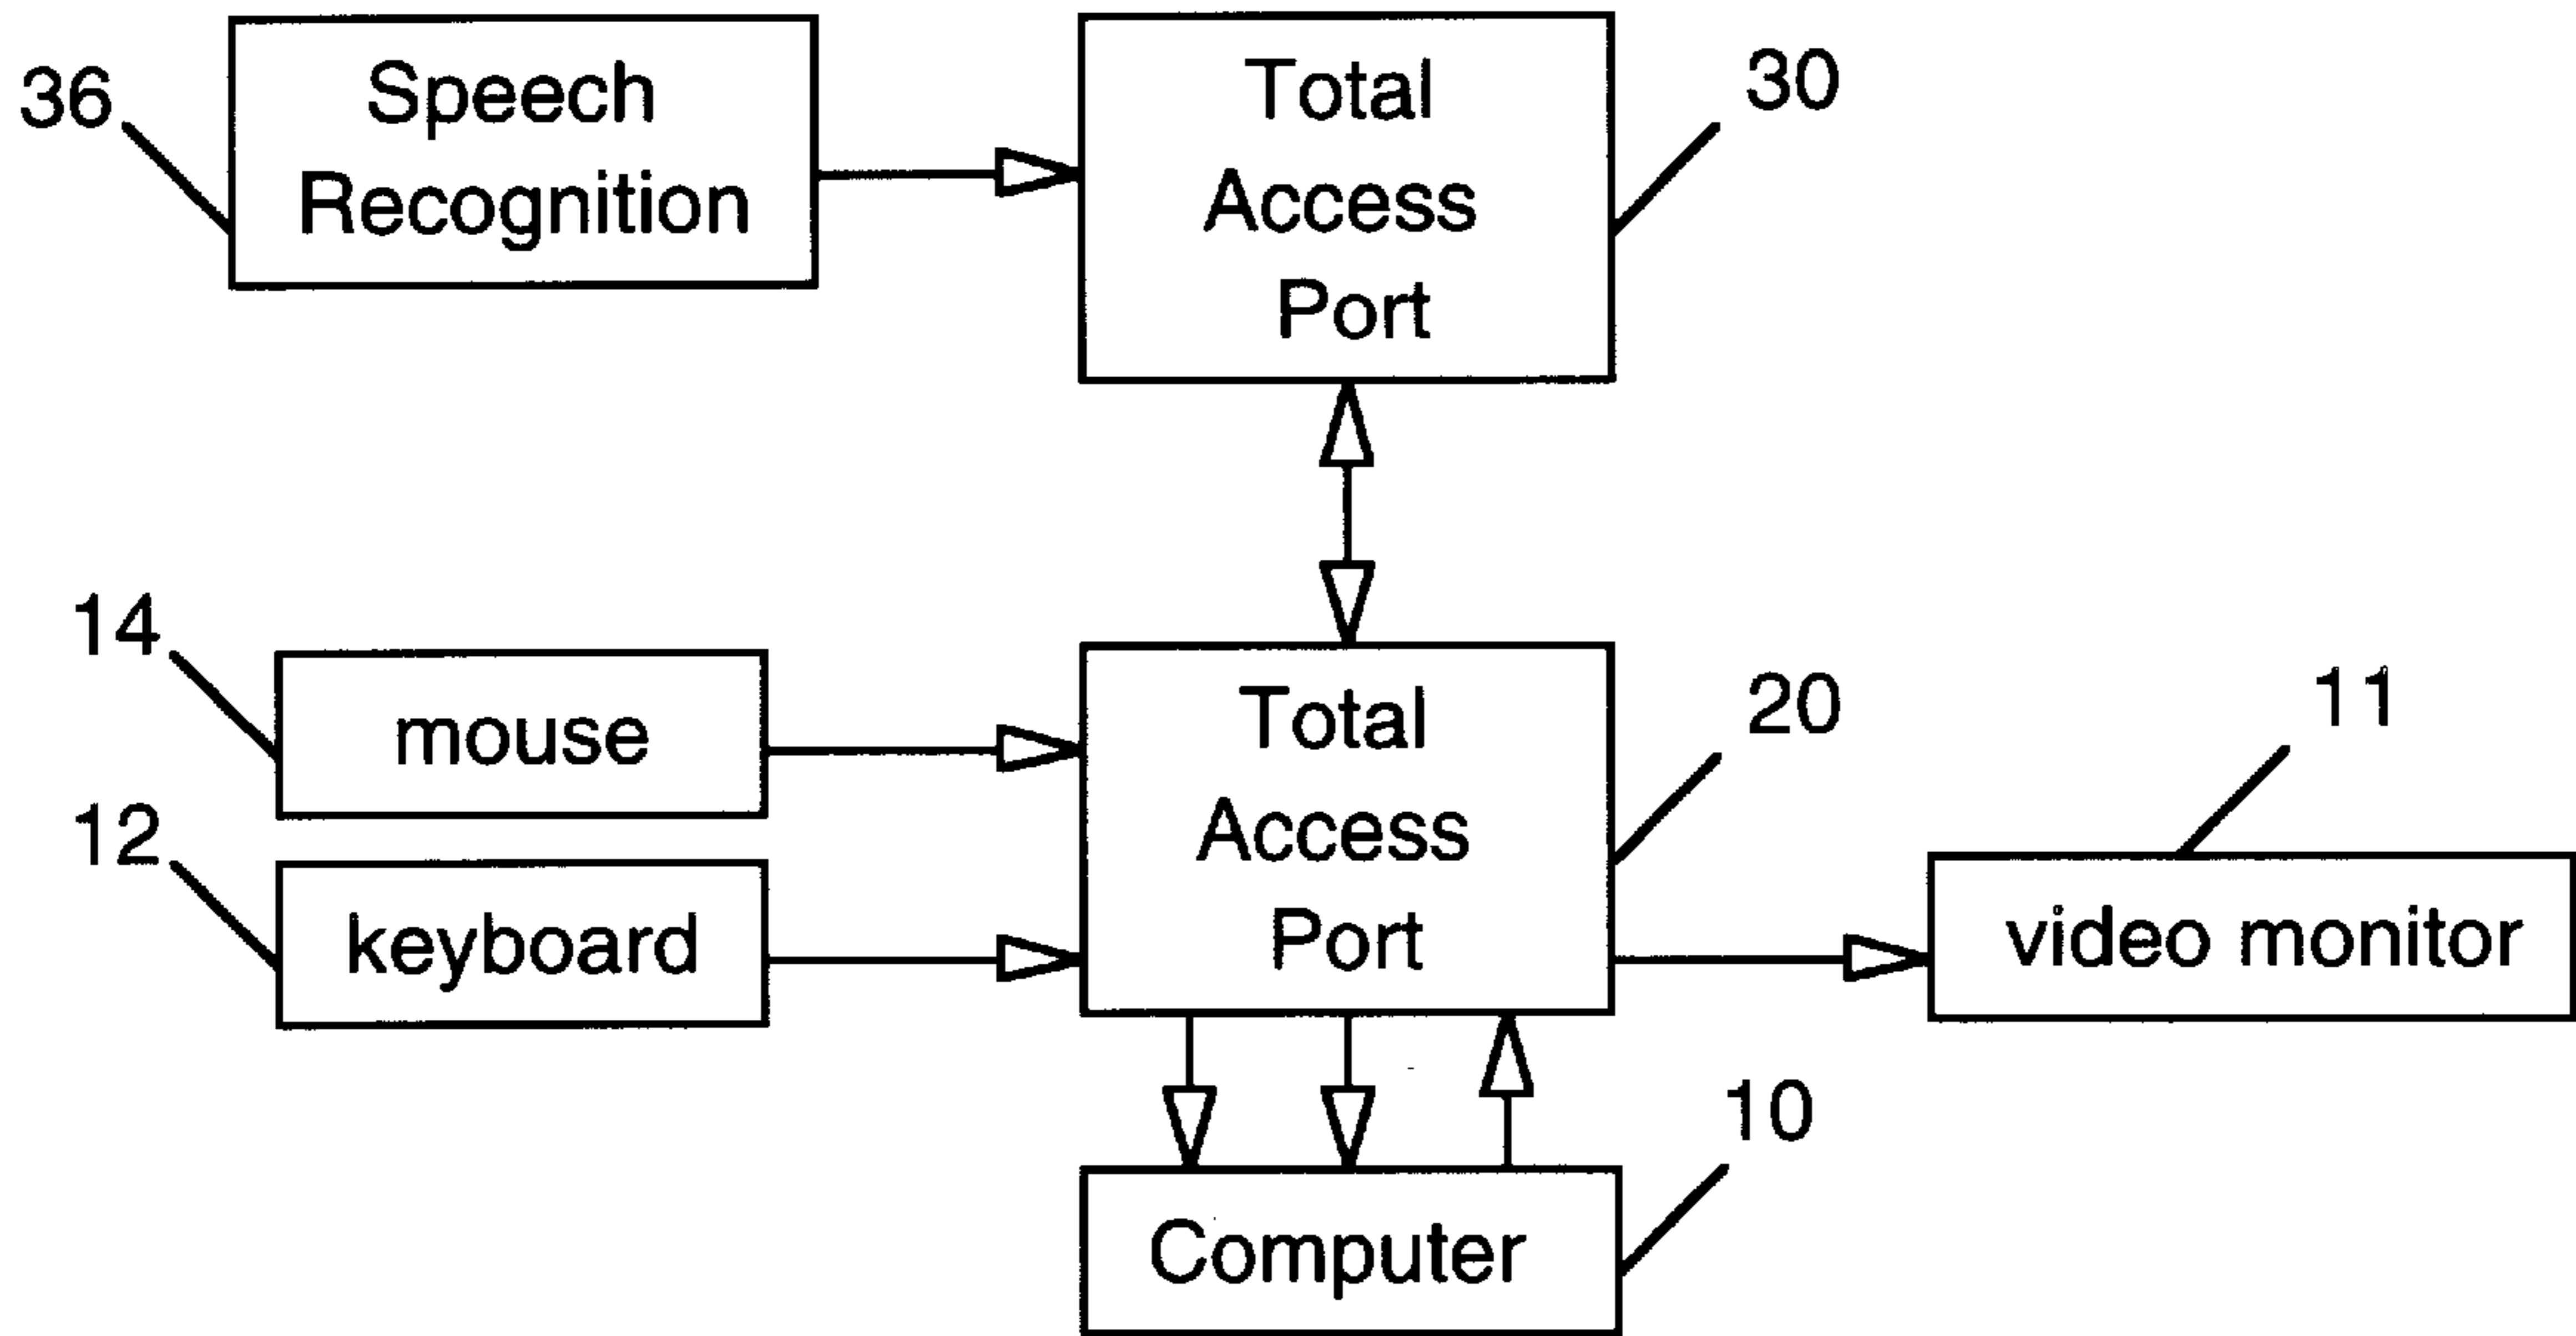 36
Speech
Recognition
Total
Access
Port
30
14
mouse
12
keyboard
Total
Access
Port
20
11
video monitor
10
Computer